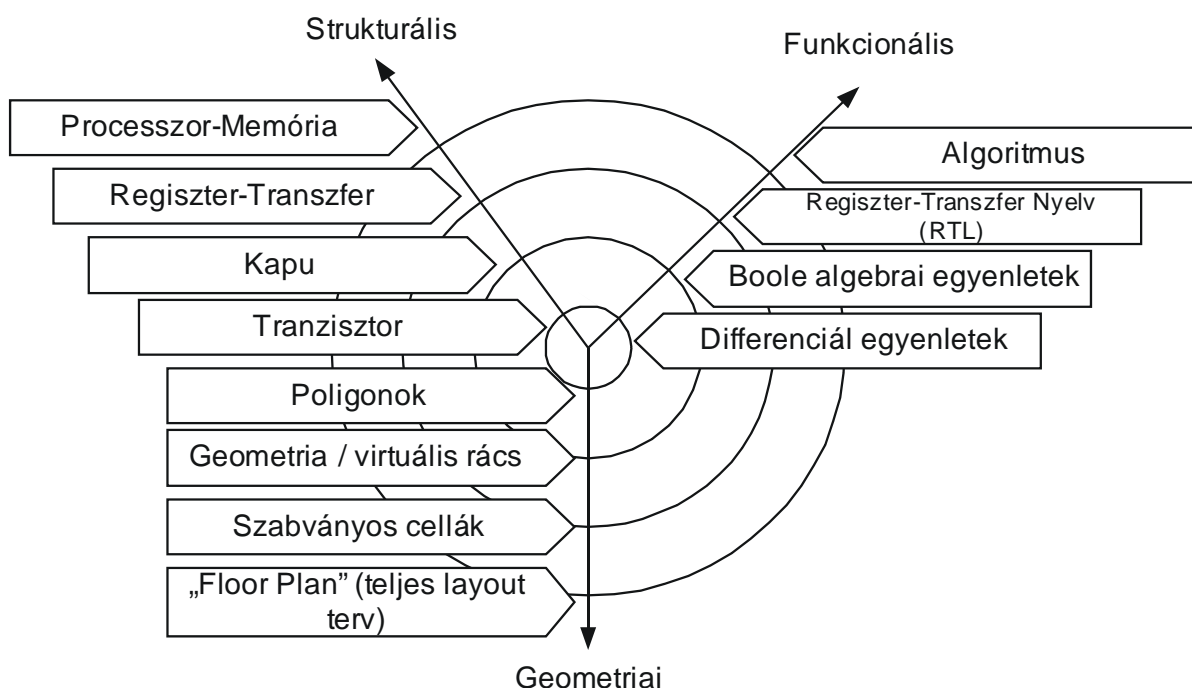 Strukturális
Funkcionális
Processzor-Memória
Algoritmus
Regiszter-Transzfer
Regiszter-Transzfer Nyelv
(RTL)
Kapu
Boole algebrai egyenletek
Tranzisztor
Differenciál egyenletek
Poligonok
Geometria / virtuális rács
Szabványos cellák
„Floor Plan” (teljes layout
terv)
Geometriai